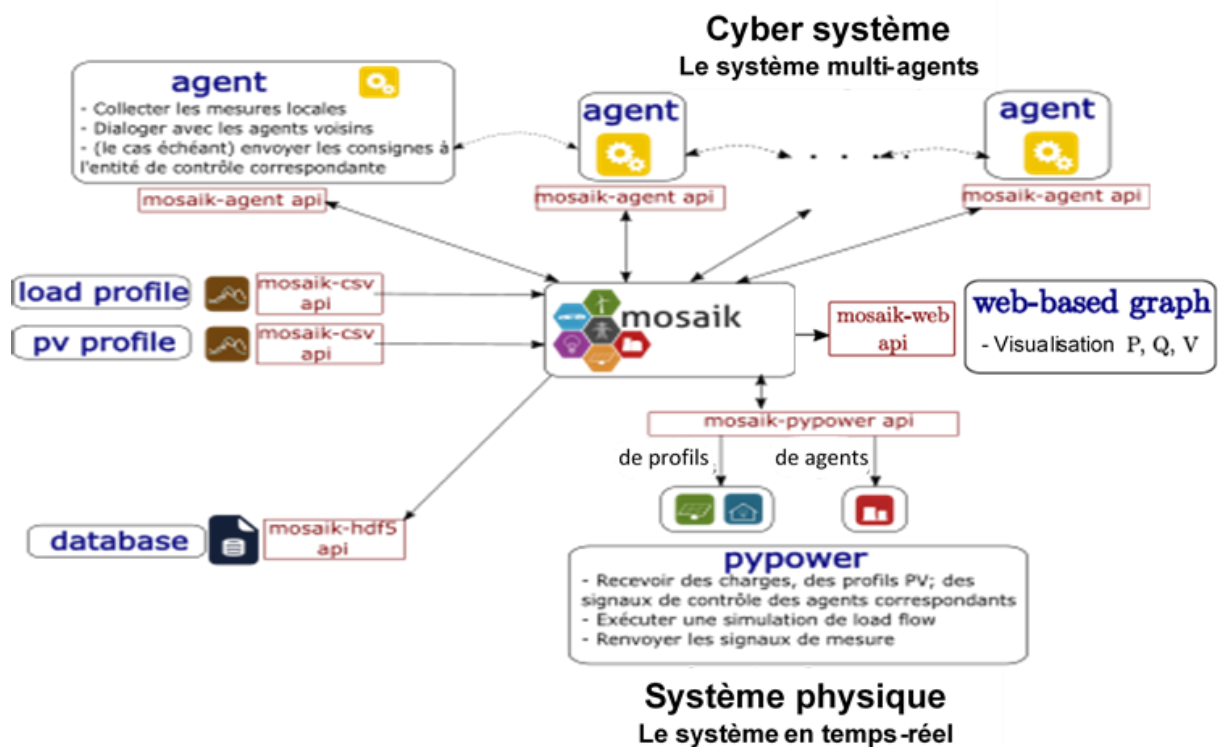 Cyber système
Le système multi-agents
agent
- Collecter les mesures locales
- Dialoger avec les agents voisins
- (le cas échéant) envoyer les consignes à
l'entité de contrôle correspondante
mosaik-agent api
agent
mosaik-agent api
. . . .
agent
mosaik-agent api
load profile
mosaik-csv
api
pv profile
mosaik-csv
api
mosaik
mosaik-web
api
web-based graph
- Visualisation P, Q, V
mosaik-pypower api
de profils
de agents
database
mosaik-hdf5
api
pypower
- Recevoir des charges, des profils PV; des
signaux de contrôle des agents correspondants
- Exécuter une simulation de load flow
- Renvoyer les signaux de mesure
Système physique
Le système en temps-réel